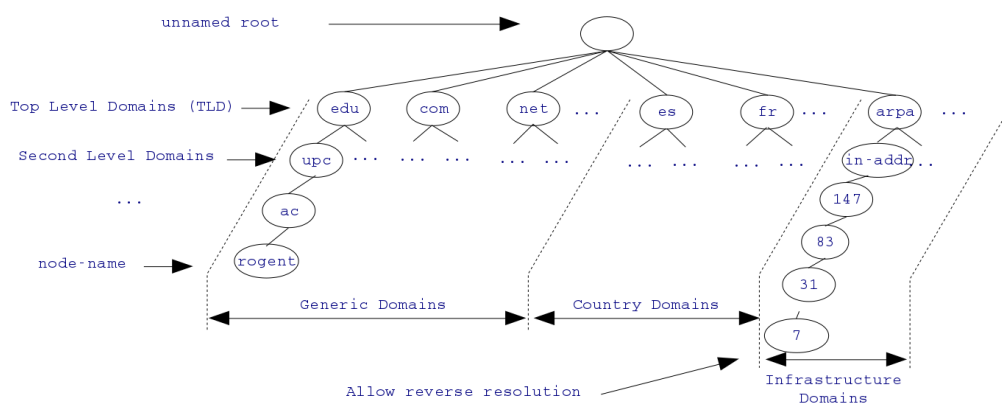 unnamed root
Top Level Domains (TLD) edu com net ... es fr ... arpa ...
Second Level Domains upc ... ... ... ... ... ... ... ... ... in-addr ..
... ac 147
83
node-name rogent
31
Generic Domains Country Domains
7
Allow reverse resolution Infrastructure
Domains